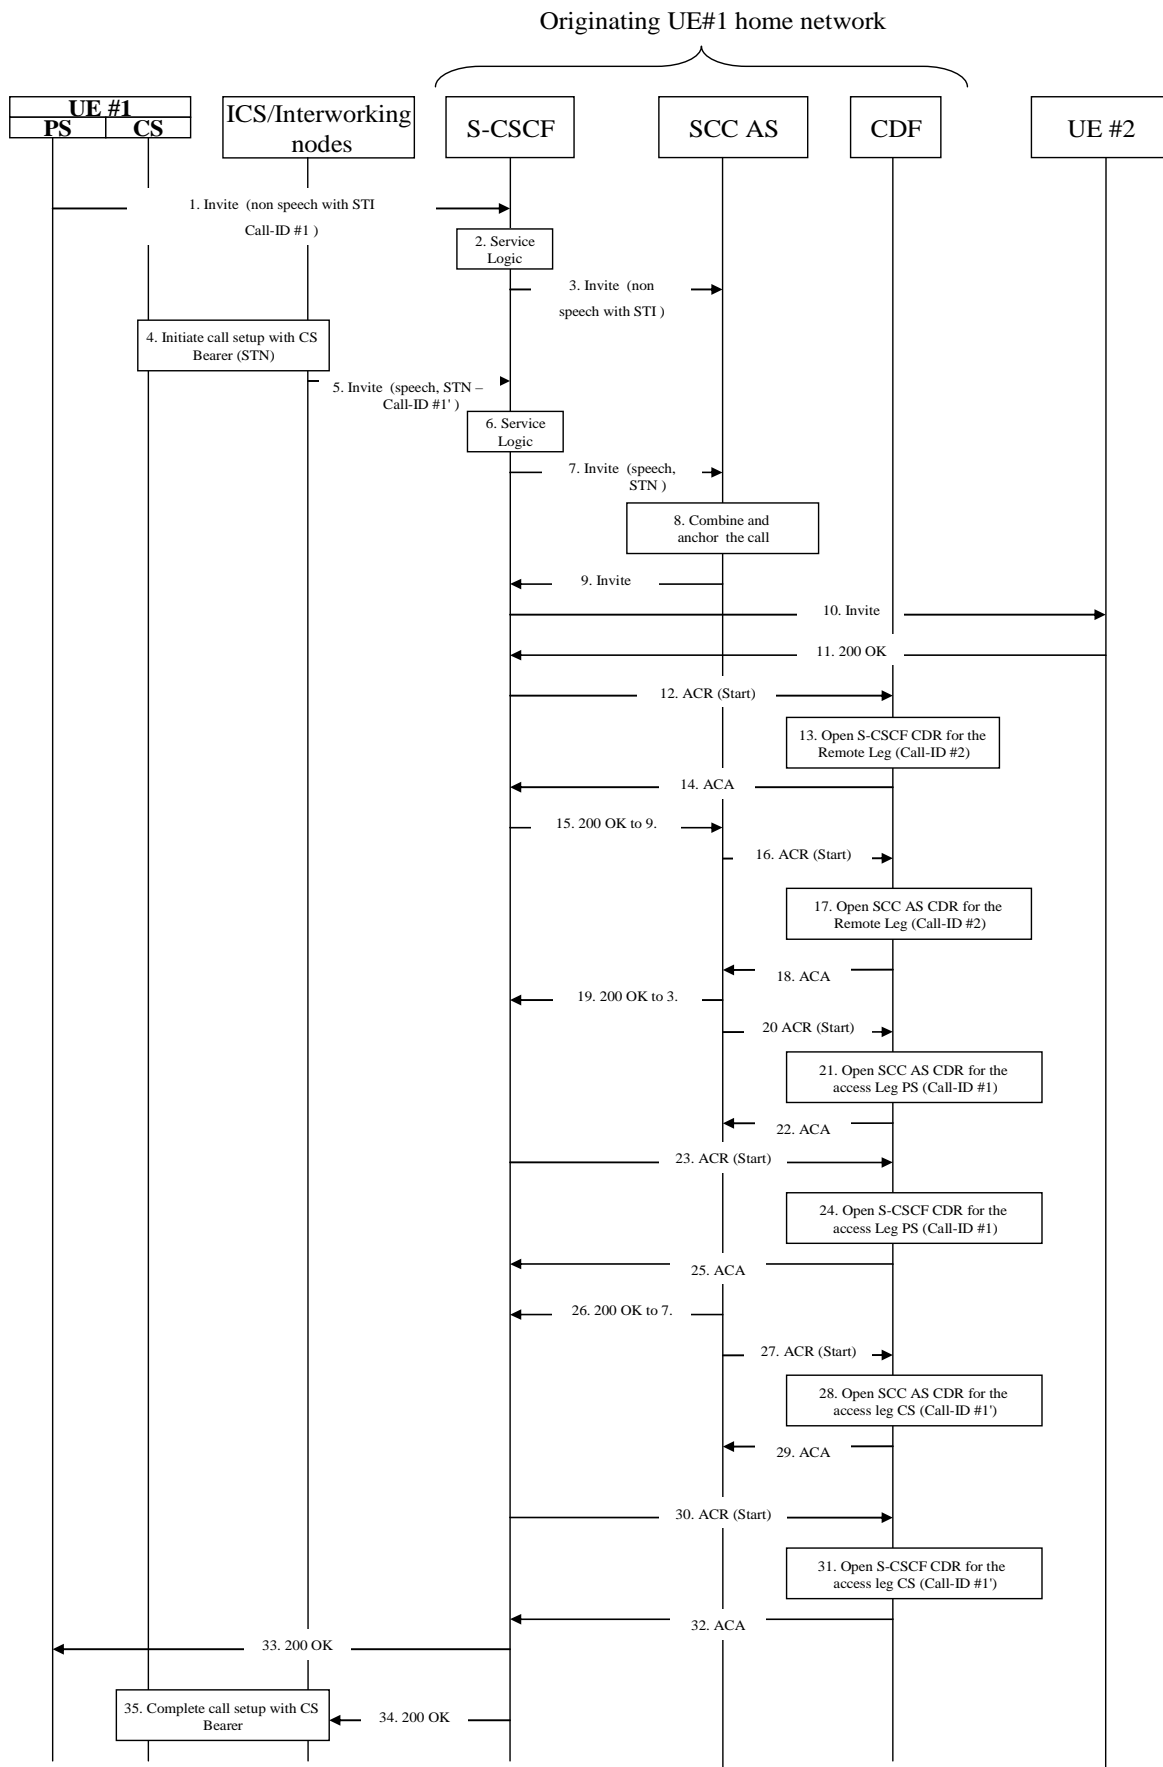 Originating UE#1 home network
UE #1
PS
CS
ICS/Interworking
nodes
S-CSCF
SCC AS
CDF
UE #2
1. Invite (non speech with STI
Call-ID #1 )
2. Service
Logic
3. Invite (non
speech with STI )
4. Initiate call setup with CS
Bearer (STN)
5. Invite (speech, STN –
Call-ID #1' )
6. Service
Logic
7. Invite (speech,
STN )
8. Combine and
anchor the call
9. Invite
10. Invite
11. 200 OK
12. ACR (Start)
13. Open S-CSCF CDR for the
Remote Leg (Call-ID #2)
14. ACA
15. 200 OK to 9.
16. ACR (Start)
17. Open SCC AS CDR for the
Remote Leg (Call-ID #2)
18. ACA
19. 200 OK to 3.
20 ACR (Start)
21. Open SCC AS CDR for the
access Leg PS (Call-ID #1)
22. ACA
23. ACR (Start)
24. Open S-CSCF CDR for the
access Leg PS (Call-ID #1)
25. ACA
26. 200 OK to 7.
27. ACR (Start)
28. Open SCC AS CDR for the
access leg CS (Call-ID #1')
29. ACA
30. ACR (Start)
31. Open S-CSCF CDR for the
access leg CS (Call-ID #1')
32. ACA
33. 200 OK
34. 200 OK
35. Complete call setup with CS
Bearer